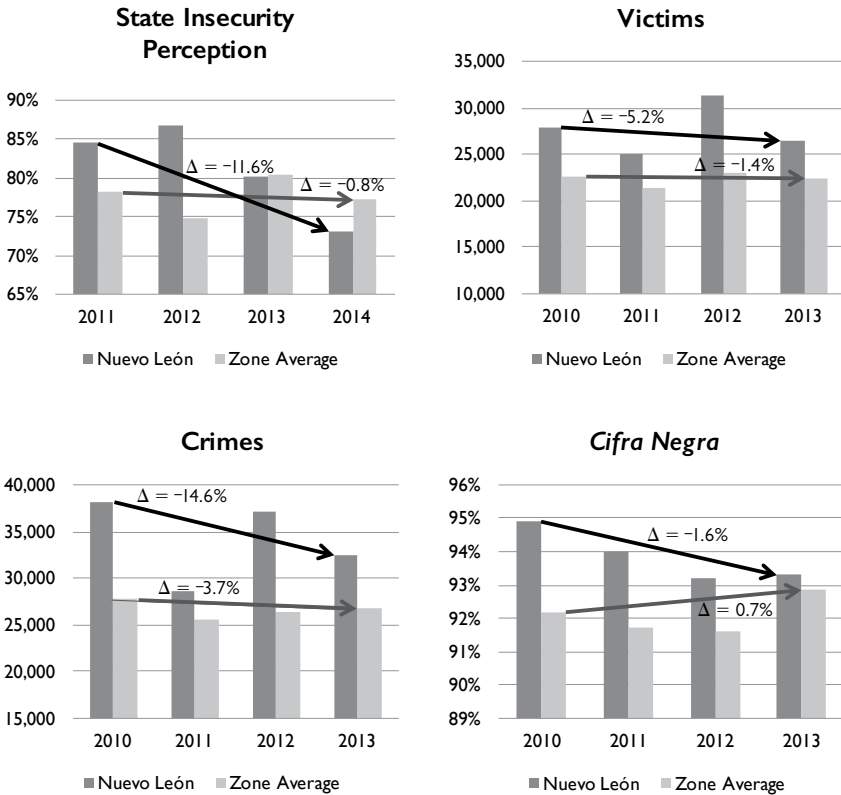 State Insecurity
Perception
90%
85%
80%
75%
70%
65%
Δ = −11.6%
Δ = −0.8%
2011 2012 2013 2014
Nuevo León Zone Average
Victims
35,000
30,000
25,000
20,000
15,000
10,000
Δ = −5.2%
Δ = −1.4%
2010 2011 2012 2013
Nuevo León Zone Average
Crimes
40,000
35,000
30,000
25,000
20,000
15,000
Δ = −14.6%
Δ = −3.7%
2010 2011 2012 2013
Nuevo León Zone Average
Cifra Negra
96%
95%
94%
93%
92%
91%
90%
89%
Δ = −1.6%
Δ = 0.7%
2010 2011 2012 2013
Nuevo León Zone Average